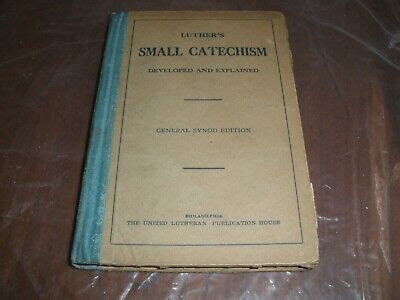 LUTHER'S
SMALL CATECHISM
DEVELOPED AND EXPLAINED
GENERAL SYNOD EDITION
PHILADELPHIA
THE UNITED LUTHERAN PUBLICATION HOUSE